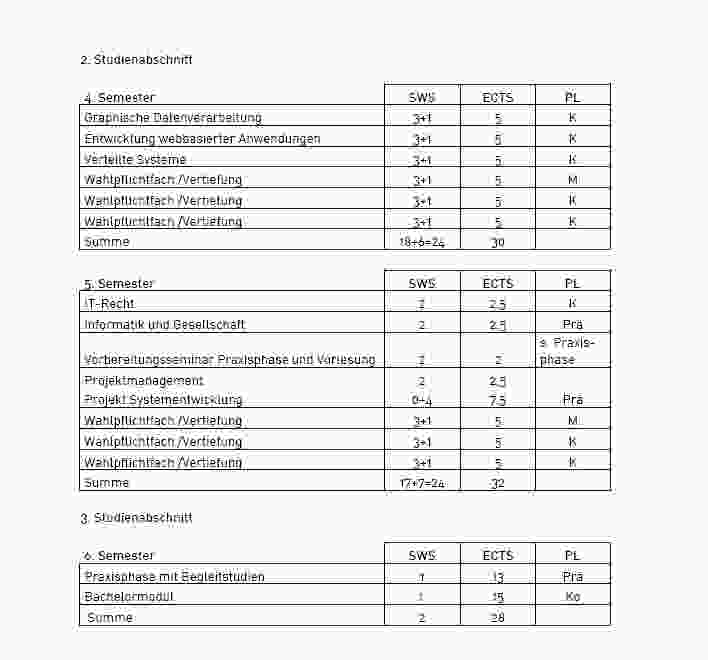 2. Studienabschnitt
4. Semester SWS ECTS PL
Graphische Datenverarbeitung 3+1 5 K
Entwicklung webbasierter Anwendungen 3+1 5 K
Verteilte Systeme 3+1 5 K
Wahlpflichtfach /Vertiefung 3+1 5 M
Wahlpflichtfach /Vertiefung 3+1 5 K
Wahlpflichtfach /Vertiefung 3+1 5 K
Summe 18+6=24 30
5. Semester SWS ECTS PL
IT-Recht 2 2,5 K
Informatik und Gesellschaft 2 2,5 Prä
s. Praxis-
Vorbereitungsseminar Praxisphase und Vorlesung 2 2 phase
Projektmanagement 2 2,5
Projekt Systementwicklung 0+4 7,5 Prä
Wahlpflichtfach /Vertiefung 3+1 5 M
Wahlpflichtfach /Vertiefung 3+1 5 K
Wahlpflichtfach /Vertiefung 3+1 5 K
Summe 17+7=24 32
3. Studienabschnitt
6. Semester SWS ECTS PL
Praxisphase mit Begleitstudien 1 13 Prä
Bachelormodul 1 15 Ko
Summe 2 28